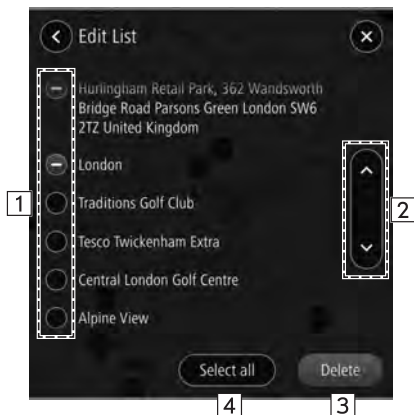 Edit List
Hurlingham Retail Park, 362 Wandsworth
Bridge Road Parsons Green London SW6
2TZ United Kingdom
London
1
Traditions Golf Club
2
Tesco Twickenham Extra
Central London Golf Centre
Alpine View
Select all
Delete
4
3